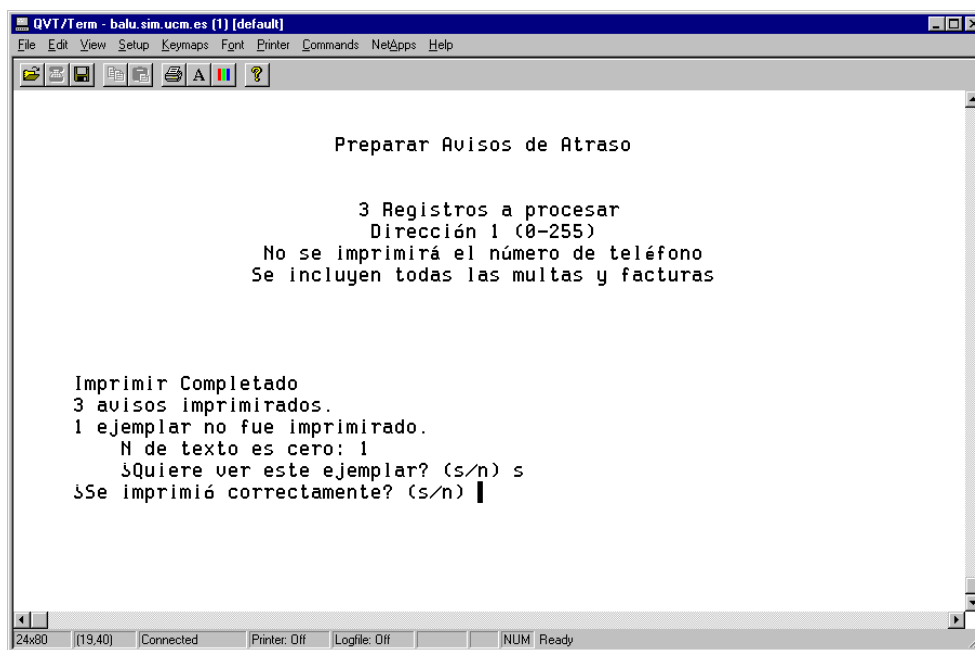 QVT/Term - balu.sim.ucm.es (1) [default]
File Edit View Setup Keymaps Font Printer Commands NetApps Help
A
?
Preparar Avisos de Atraso
3 Registros a procesar
Dirección 1 (0-255)
No se imprimirá el número de teléfono
Se incluyen todas las multas y facturas
Imprimir Completado
3 avisos imprimirados.
1 ejemplar no fue imprimirado.
N de texto es cero: 1
¿Quiere ver este ejemplar? (s/n) s
¿Se imprimió correctamente? (s/n)
24x80 (19,40) Connected Printer: Off Logfile: Off NUM Ready